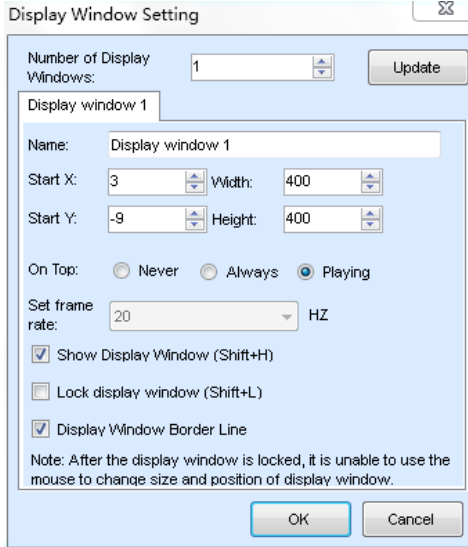 Display Window Setting
Number of Display
Windows:
1
Update
Display window 1
Name:
Display window 1
Start X:
3
Width:
400
Start Y:
-9
Height:
400
On Top:
Never
Always
Playing
Set frame
rate:
20
HZ
Show Display Window (Shift+H)
Lock display window (Shift+L)
Display Window Border Line
Note: After the display window is locked, it is unable to use the
mouse to change size and position of display window.
OK
Cancel